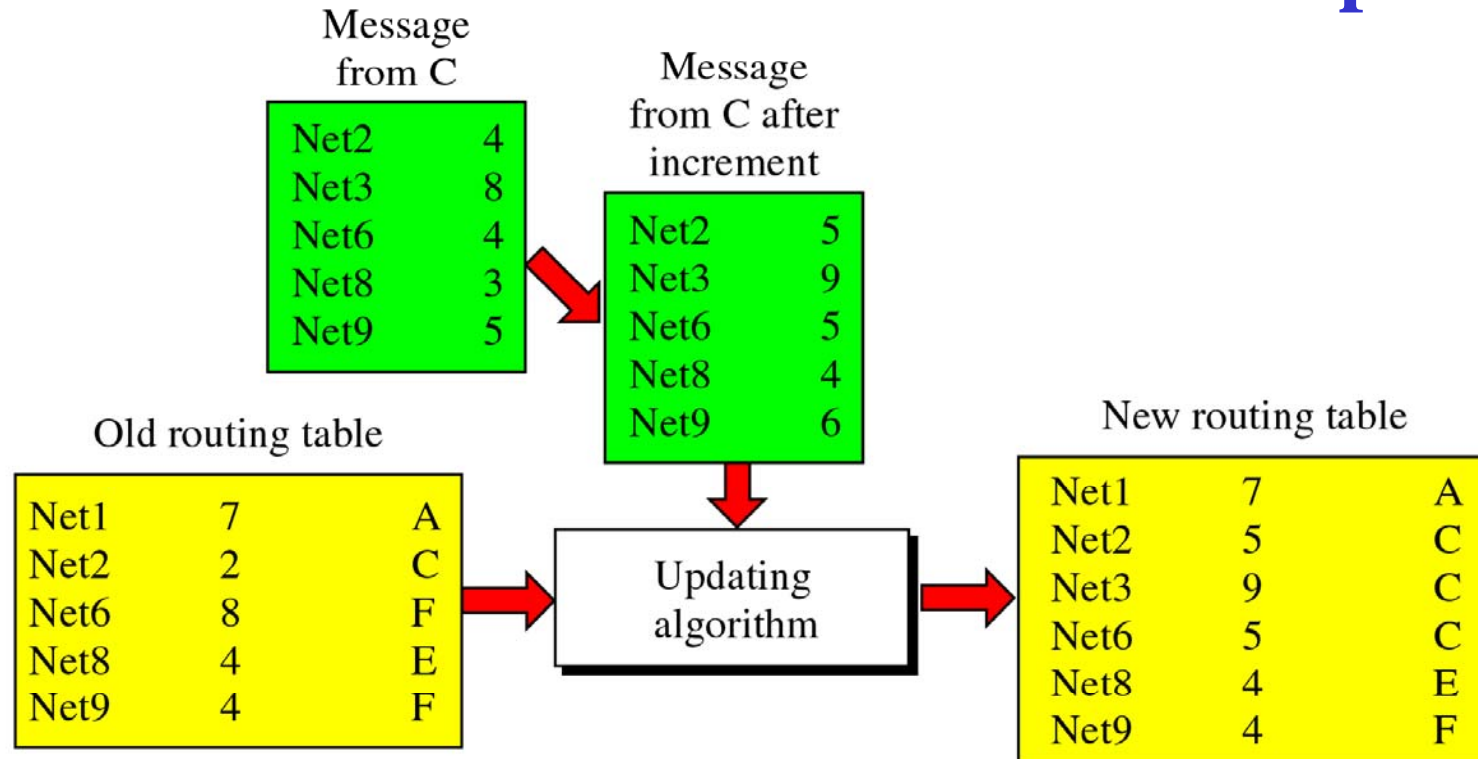 Message
from C
Net2 4
Net3 8
Net6 4
Net8 3
Net9 5
Message
from C after
increment
Net2 5
Net3 9
Net6 5
Net8 4
Net9 6
Old routing table
Net1 7 A
Net2 2 C
Net6 8 F
Net8 4 E
Net9 4 F
Updating
algorithm
New routing table
Net1 7 A
Net2 5 C
Net3 9 C
Net6 5 C
Net8 4 E
Net9 4 F